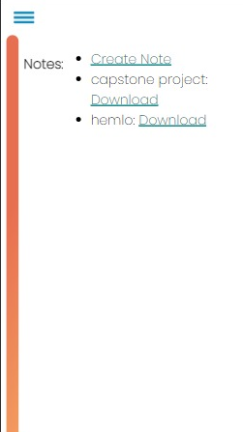 Notes:
Create Note
capstone project:
Download
hemlo: Download